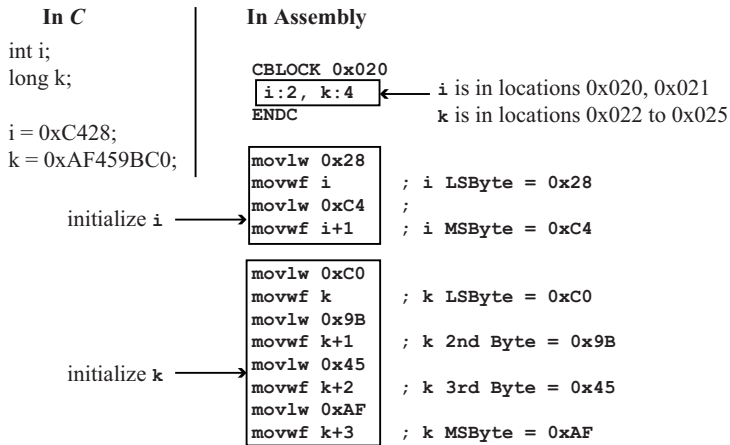 In C
In Assembly
int i;
long k;
i = 0xC428;
k = 0xAF459BC0;
CBLOCK 0x020
i:2, k:4
ENDC
i is in locations 0x020, 0x021
k is in locations 0x022 to 0x025
initialize i
movlw 0x28
movwf i ; i LSByte = 0x28
movlw 0xC4 ;
movwf i+1 ; i MSByte = 0xC4
initialize k
movlw 0xC0
movwf k ; k LSByte = 0xC0
movlw 0x9B
movwf k+1 ; k 2nd Byte = 0x9B
movlw 0x45
movwf k+2 ; k 3rd Byte = 0x45
movlw 0xAF
movwf k+3 ; k MSByte = 0xAF